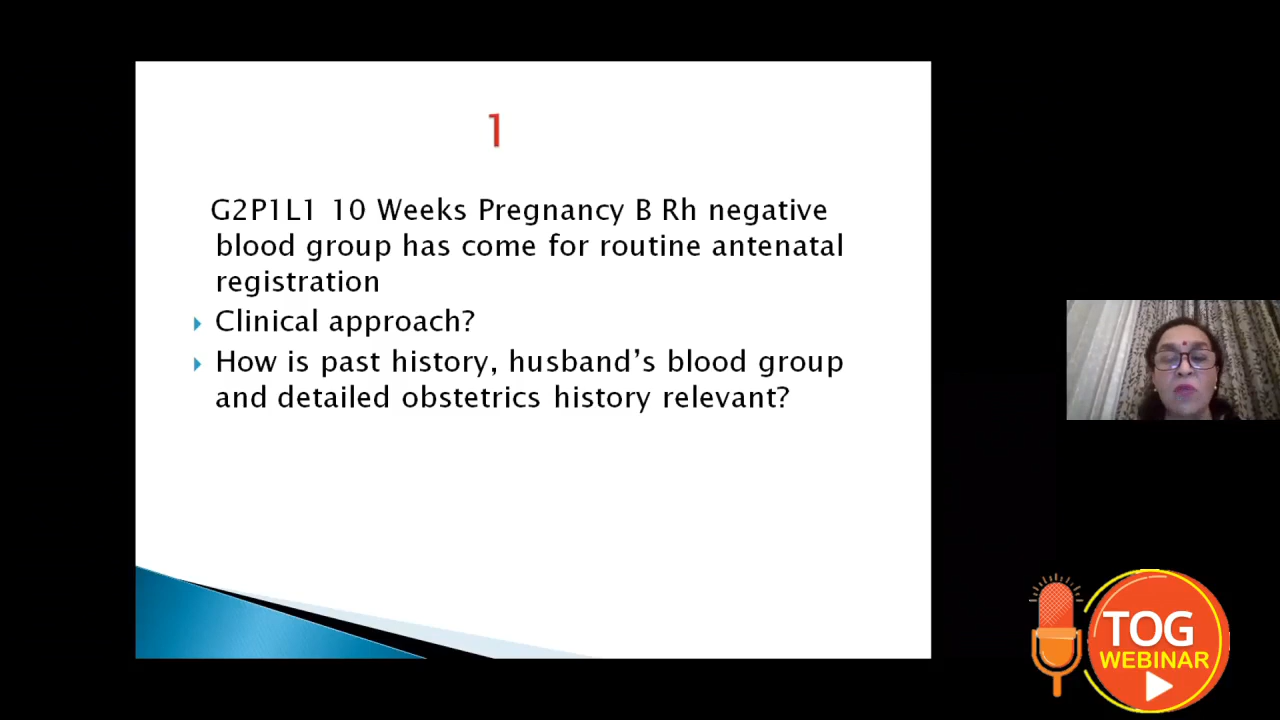 1
G2P1L1 10 Weeks Pregnancy B Rh negative
blood group has come for routine antenatal
registration
Clinical approach?
How is past history, husband’s blood group
and detailed obstetrics history relevant?
TOG
WEBINAR